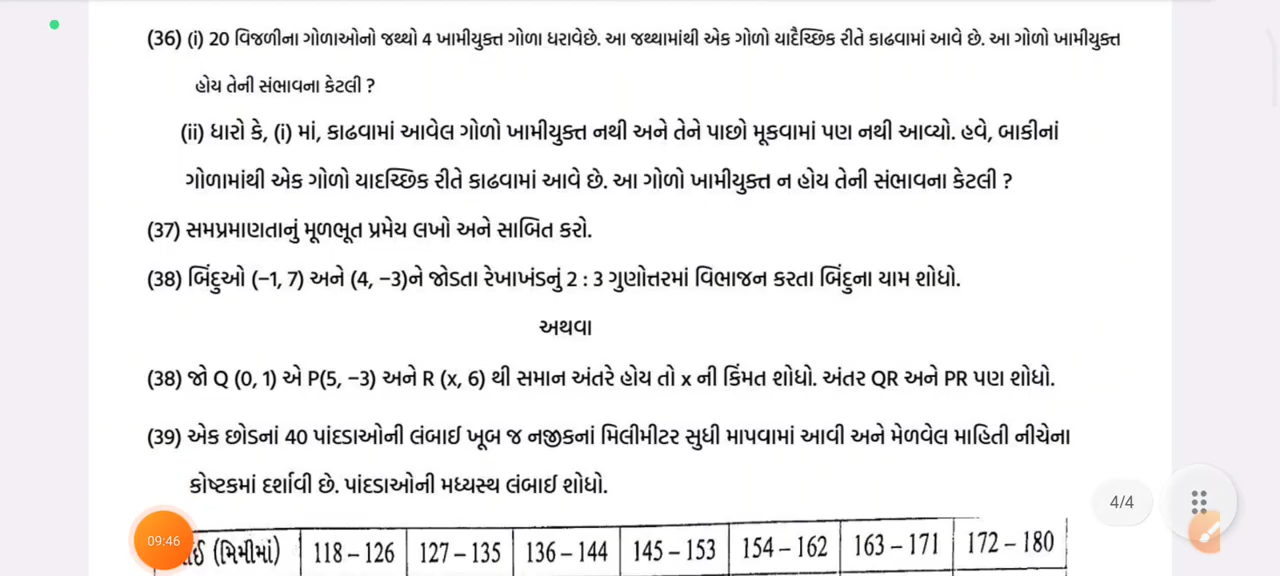 (36) (i) 20 વિજળીના ગોળાઓનો જથ્થો 4 ખામીયુક્ત ગોળા ધરાવેછે. આ જથ્થામાંથી એક ગોળો યાદૈચ્છિક રીતે કાઢવામાં આવે છે. આ ગોળો ખામીયુક્ત
હોય તેની સંભાવના કેટલી ?
(ii) ધારો કે, (i) માં, કાઢવામાં આવેલ ગોળો ખામીયુક્ત નથી અને તેને પાછો મૂકવામાં પણ નથી આવ્યો. હવે, બાકીનાં
ગોળામાંથી એક ગોળો યાદચ્છિક રીતે કાઢવામાં આવે છે. આ ગોળો ખામીયુક્ત ન હોય તેની સંભાવના કેટલી ?
(37) સમપ્રમાણતાનું મૂળભૂત પ્રમેય લખો અને સાબિત કરો.
(38) બિંદુઓ (−1, 7) અને (4, −3)ને જોડતા રેખાખંડનું 2 : 3 ગુણોત્તરમાં વિભાજન કરતા બિંદુના યામ શોધો.
અથવા
(38) જો Q (0, 1) એ P(5, −3) અને R (x, 6) થી સમાન અંતરે હોય તો x ની કિંમત શોધો. અંતર QR અને PR પણ શોધો.
(39) એક છોડનાં 40 પાંદડાઓની લંબાઈ ખૂબ જ નજીકનાં મિલીમીટર સુધી માપવામાં આવી અને મેળવેલ માહિતી નીચેના
કોષ્ટકમાં દર્શાવી છે. પાંદડાઓની મધ્યસ્થ લંબાઈ શોધો.
4/4
09:46
(મિમીમાં) 118 – 126 127 – 135 136 – 144 145 – 153 154 – 162 163 – 171 172 – 180